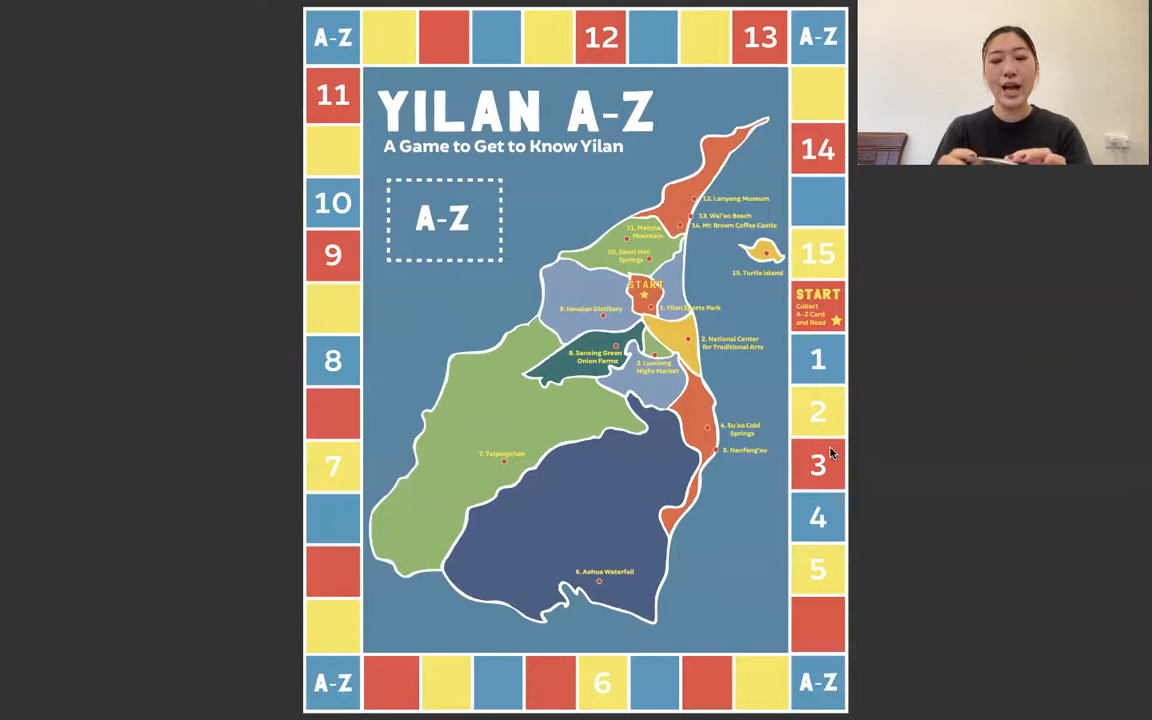 A-Z
12
13
A-Z
11
YILAN A-Z
A Game to Get to Know Yilan
14
10
A-Z
12. Lanyang Museum
13. Wai'ao Beach
14. Mr. Brown Coffee Castle
11. Matcha
Mountain
10. Jiaoxi Hot
Springs
9
15
15. Turtle Island
START
START
Collect
A-Z Card
and Read
9. Kavalan Distillery
1. Yilan Sports Park
8
2. National Center
for Traditional Arts
1
8. Sanxing Green
Onion Farms
3. Luodong
Night Market
2
4. Su'ao Cold
Springs
5. Nanfang'ao
7
7. Taipingshan
3
4
5
6. Aohua Waterfall
A-Z
6
A-Z